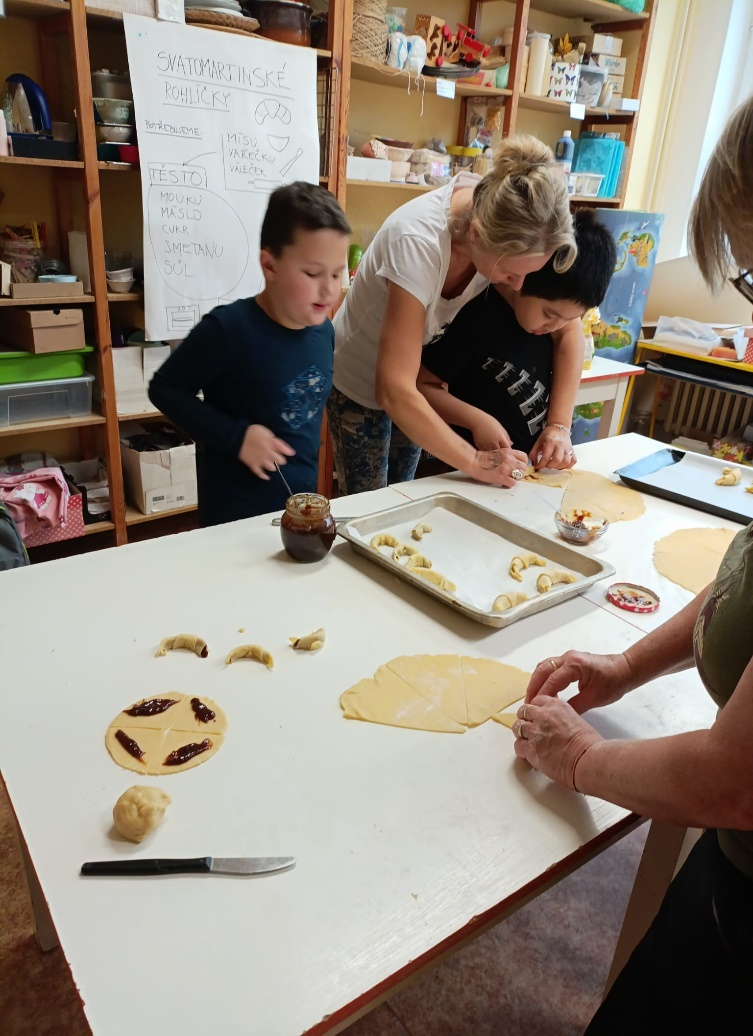 SVATOMARTINSKÉ
ROHLÍČKY
POTŘEBUJEME:
MÍSU
VAŘEČKU
VÁLEČEK
TĚSTO
MOUKU
MÁSLO
CUKR
SMETANU
SŮL